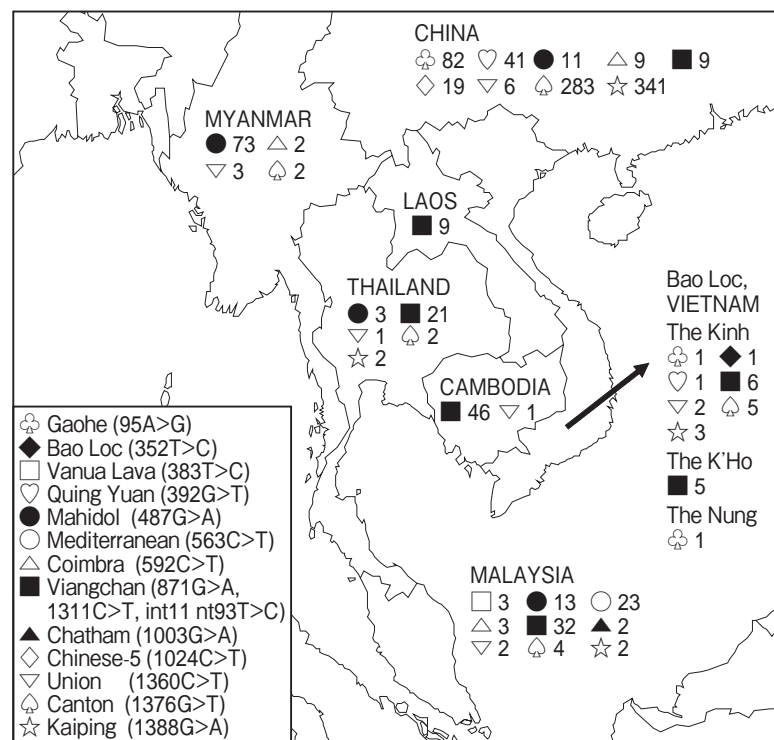 CHINA
♧ 82 ♡ 41 ● 11 △ 9 ■ 9
◇ 19 ▽ 6 ♤ 283 ☆ 341
MYANMAR
● 73 △ 2
▽ 3 ♤ 2
LAOS
■ 9
THAILAND
● 3 ■ 21
▽ 1 ♤ 2
☆ 2
CAMBODIA
■ 46 ▽ 1
Bao Loc,
VIETNAM
The Kinh
♧ 1 ◆ 1
♡ 1 ■ 6
▽ 2 ♤ 5
☆ 3
The K'Ho
■ 5
The Nung
♧ 1
MALAYSIA
□ 3 ● 13 ○ 23
△ 3 ■ 32 ▲ 2
▽ 2 ♤ 4 ☆ 2
♧ Gaohe (95A>G)
◆ Bao Loc (352T>C)
□ Vanua Lava (383T>C)
♡ Quing Yuan (392G>T)
● Mahidol (487G>A)
○ Mediterranean (563C>T)
△ Coimbra (592C>T)
■ Viangchan (871G>A,
1311C>T, int11 nt93T>C)
▲ Chatham (1003G>A)
◇ Chinese-5 (1024C>T)
▽ Union (1360C>T)
♤ Canton (1376G>T)
☆ Kaiping (1388G>A)